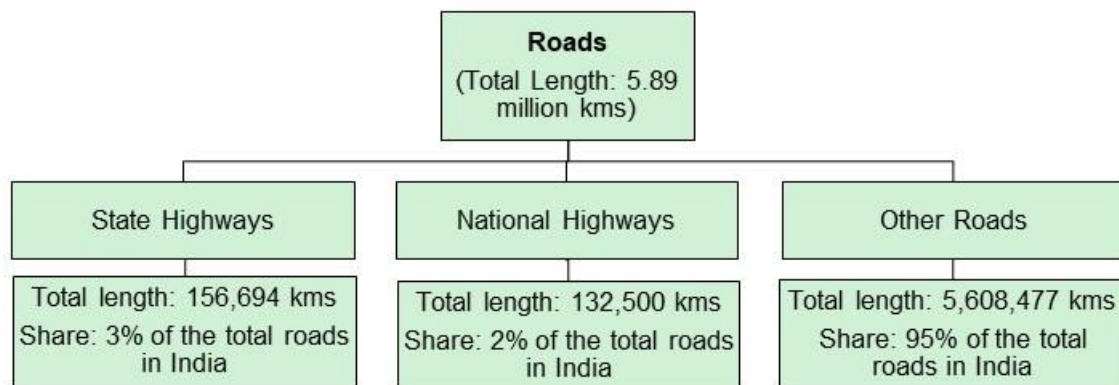 Roads
(Total Length: 5.89
million kms)
State Highways
National Highways
Other Roads
Total length: 156,694 kms
Share: 3% of the total roads
in India
Total length: 132,500 kms
Share: 2% of the total roads
in India
Total length: 5,608,477 kms
Share: 95% of the total
roads in India